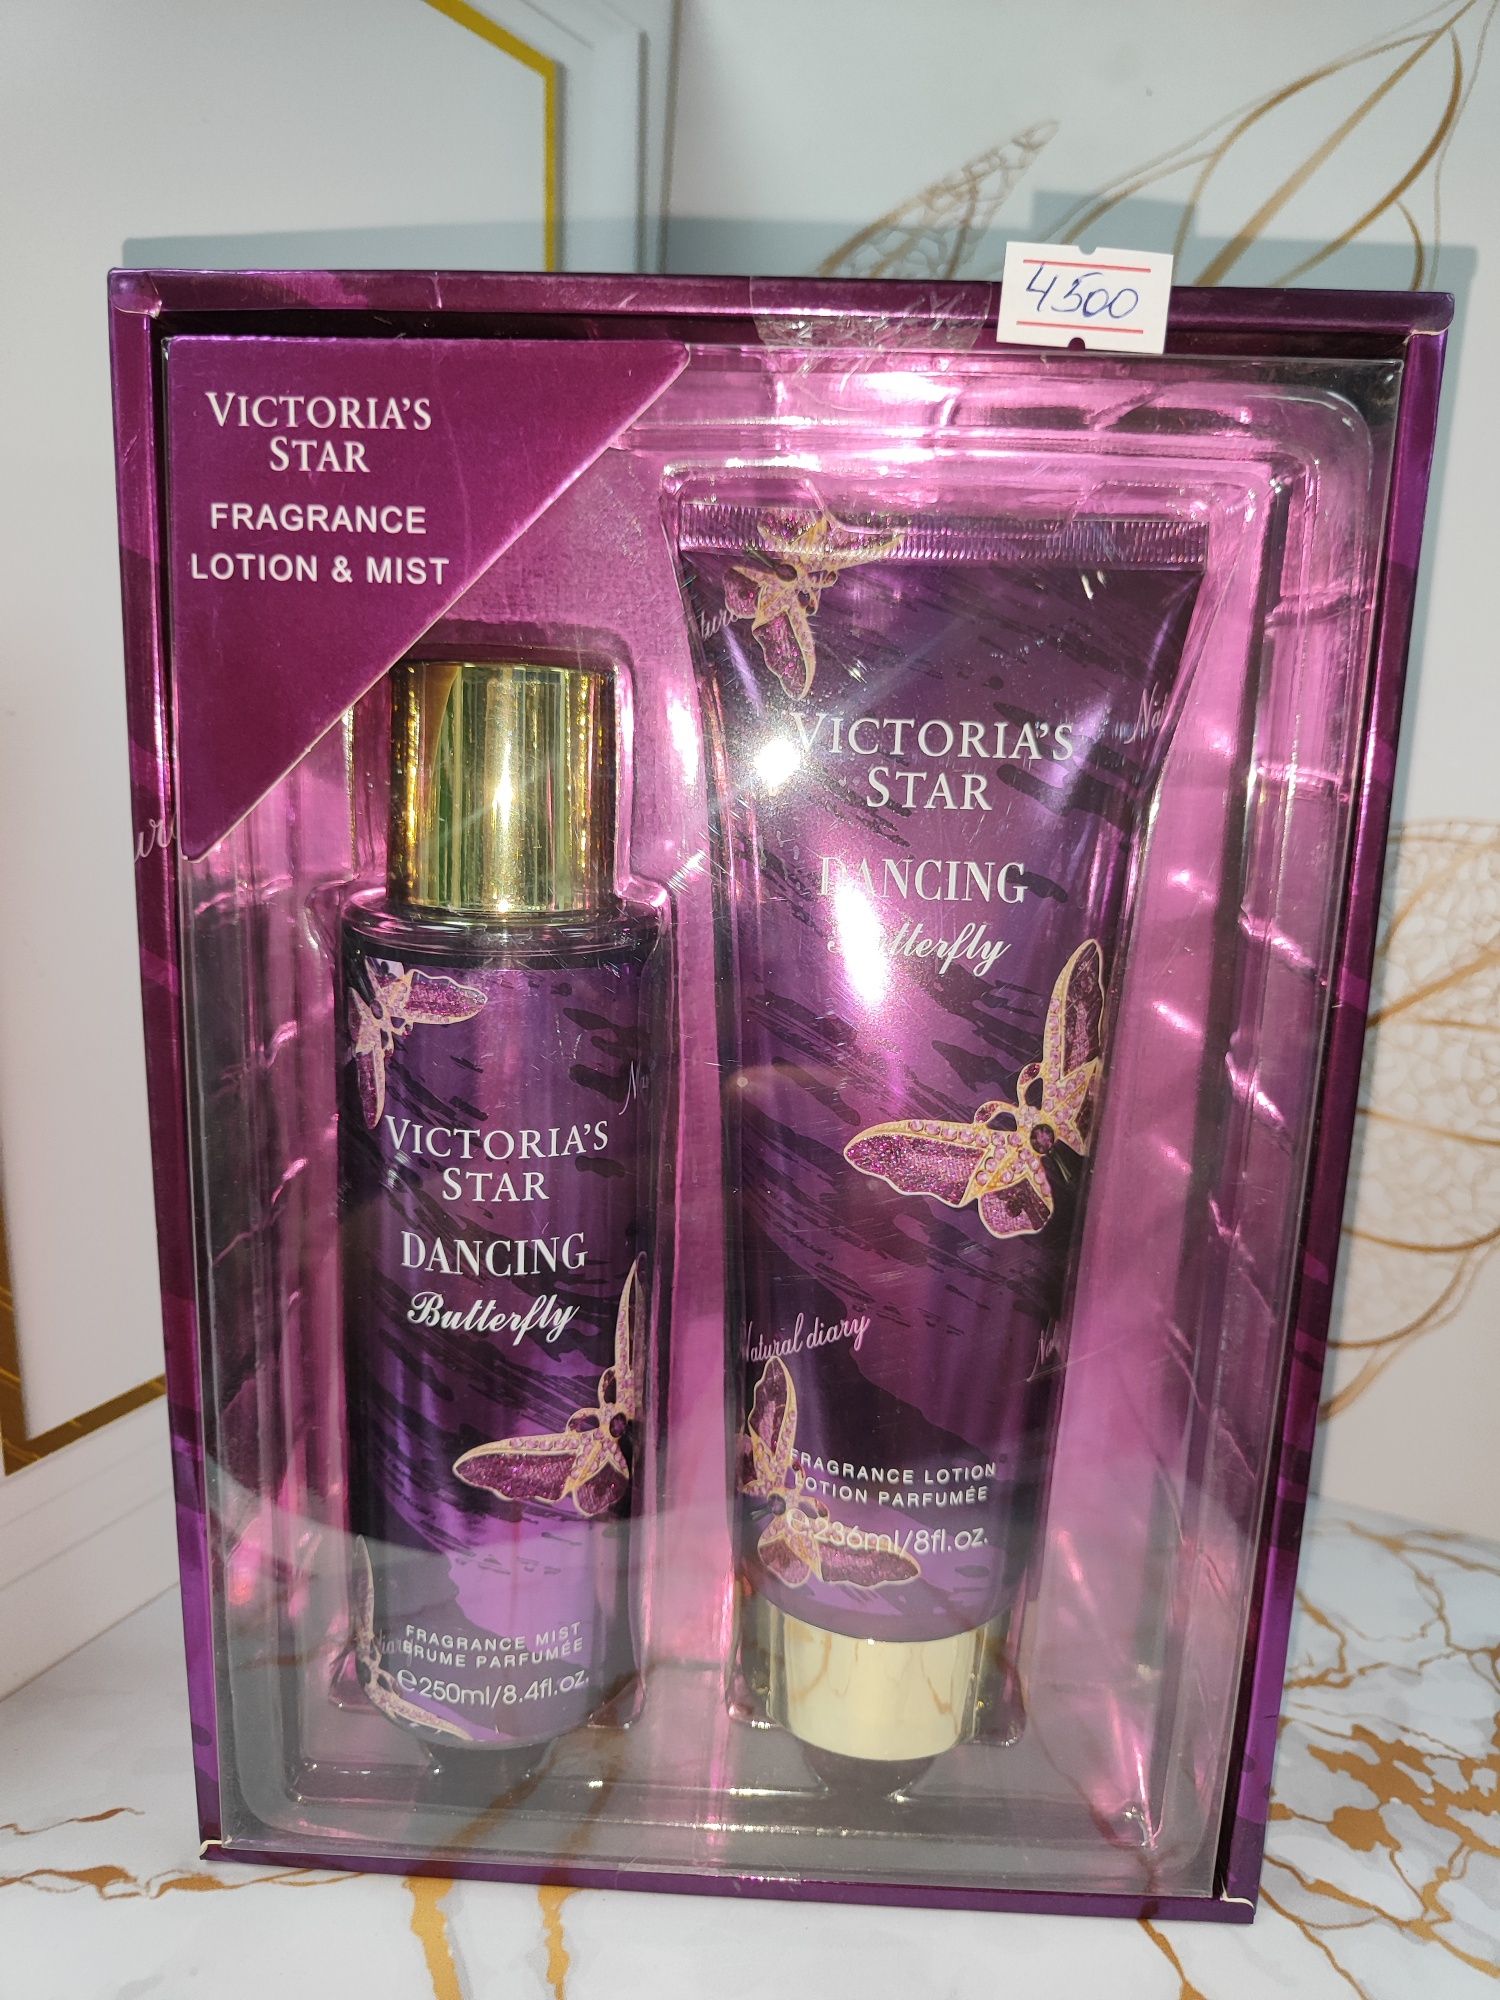 4500
VICTORIA'S
STAR
FRAGRANCE
LOTION & MIST
VICTORIA'S
STAR
DANCING
Butterfly
Natural diary
FRAGRANCE LOTION
LOTION PARFUMÉE
e 236ml/8fl.oz.
VICTORIA'S
STAR
DANCING
Butterfly
FRAGRANCE MIST
BRUME PARFUMÉE
e 250ml/8.4fl.oz.